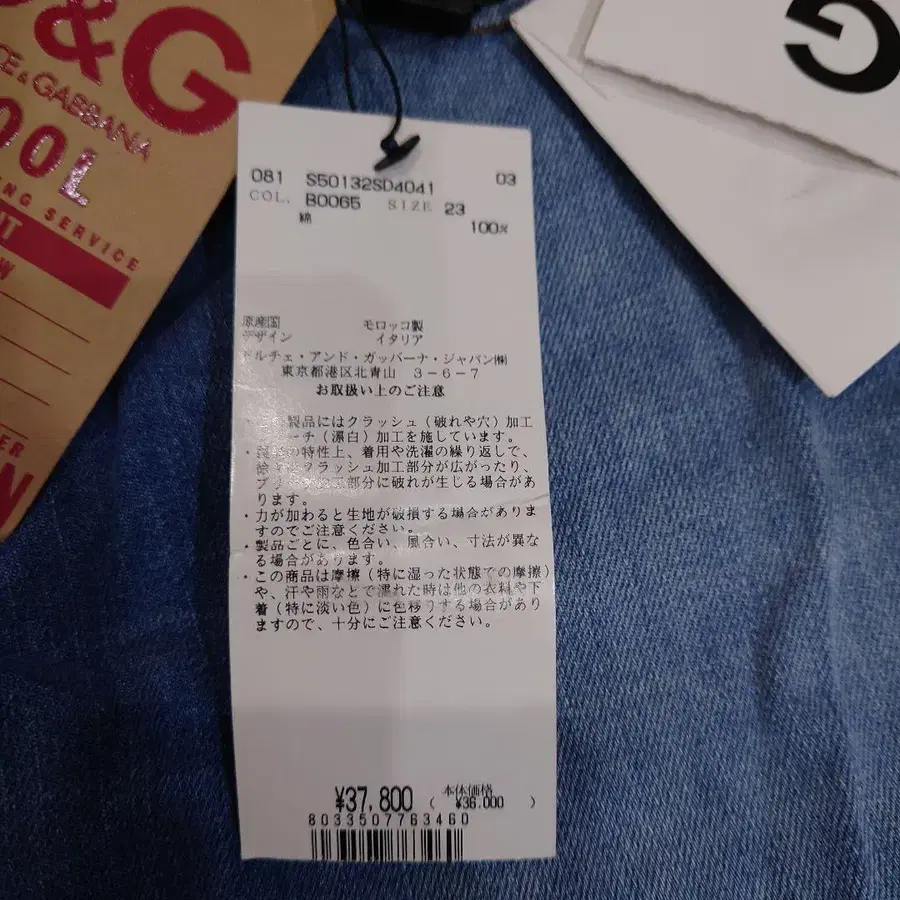 &G
CE & GABBANA
OOL
ING SERVICE
W
ER
N
G
081 S50132SD4041 03
COL. B0065 SIZE 23
綿 100%
原産国 モロッコ製
デザイン イタリア
ドルチェ・アンド・ガッバーナ・ジャパン㈱
東京都港区北青山 3-6-7
お取扱い上のご注意
製品にはクラッシュ(破れや穴)加工
ーチ(漂白)加工を施しています。
の特性上、着用や洗濯の繰り返しで、
クラッシュ加工部分が広がったり、
加工部分に破れが生じる場合があ
ります。
・力が加わると生地が破損する場合がありま
すのでご注意ください。
・製品ごとに、色合い、風合い、寸法が異な
る場合があります。
・この商品は摩擦(特に湿った状態での摩擦)
や、汗や雨などで濡れた時は他の衣料や下
着(特に淡い色)に色移りする場合があり
ますので、十分にご注意ください。
¥37,800 ( 本体価格 ¥36.000 )
8033507763460